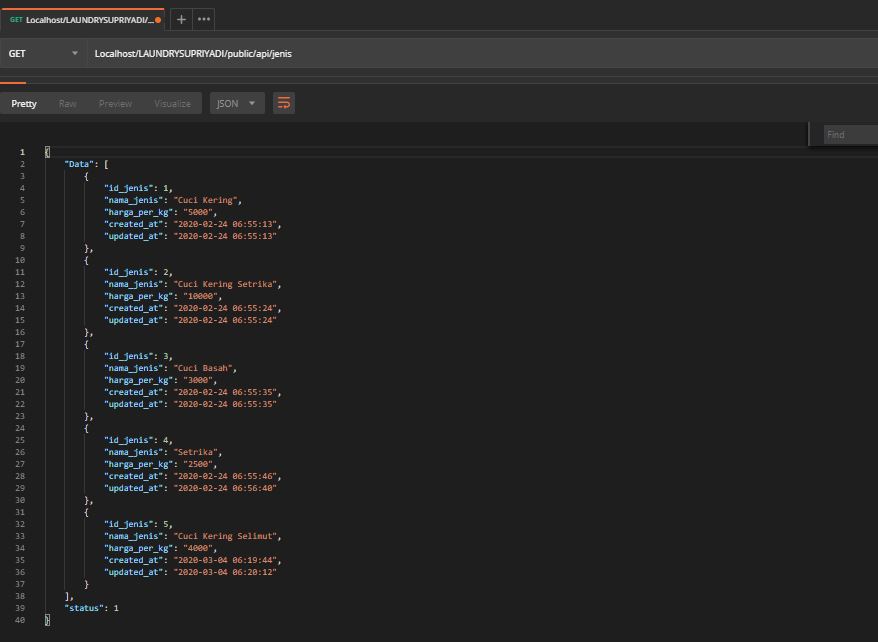 GET Localhost/LAUNDRYSUPRIYADI/...
GET Localhost/LAUNDRYSUPRIYADI/public/api/jenis
Pretty Raw Preview Visualize JSON
Find
1 {
2 "Data": [
3 {
4 "id_jenis": 1,
5 "nama_jenis": "Cuci Kering",
6 "harga_per_kg": "5000",
7 "created_at": "2020-02-24 06:55:13",
8 "updated_at": "2020-02-24 06:55:13"
9 },
10 {
11 "id_jenis": 2,
12 "nama_jenis": "Cuci Kering Setrika",
13 "harga_per_kg": "10000",
14 "created_at": "2020-02-24 06:55:24",
15 "updated_at": "2020-02-24 06:55:24"
16 },
17 {
18 "id_jenis": 3,
19 "nama_jenis": "Cuci Basah",
20 "harga_per_kg": "3000",
21 "created_at": "2020-02-24 06:55:35",
22 "updated_at": "2020-02-24 06:55:35"
23 },
24 {
25 "id_jenis": 4,
26 "nama_jenis": "Setrika",
27 "harga_per_kg": "2500",
28 "created_at": "2020-02-24 06:55:46",
29 "updated_at": "2020-02-24 06:56:40"
30 },
31 {
32 "id_jenis": 5,
33 "nama_jenis": "Cuci Kering Selimut",
34 "harga_per_kg": "4000",
35 "created_at": "2020-03-04 06:19:44",
36 "updated_at": "2020-03-04 06:20:12"
37 }
38 ],
39 "status": 1
40 }